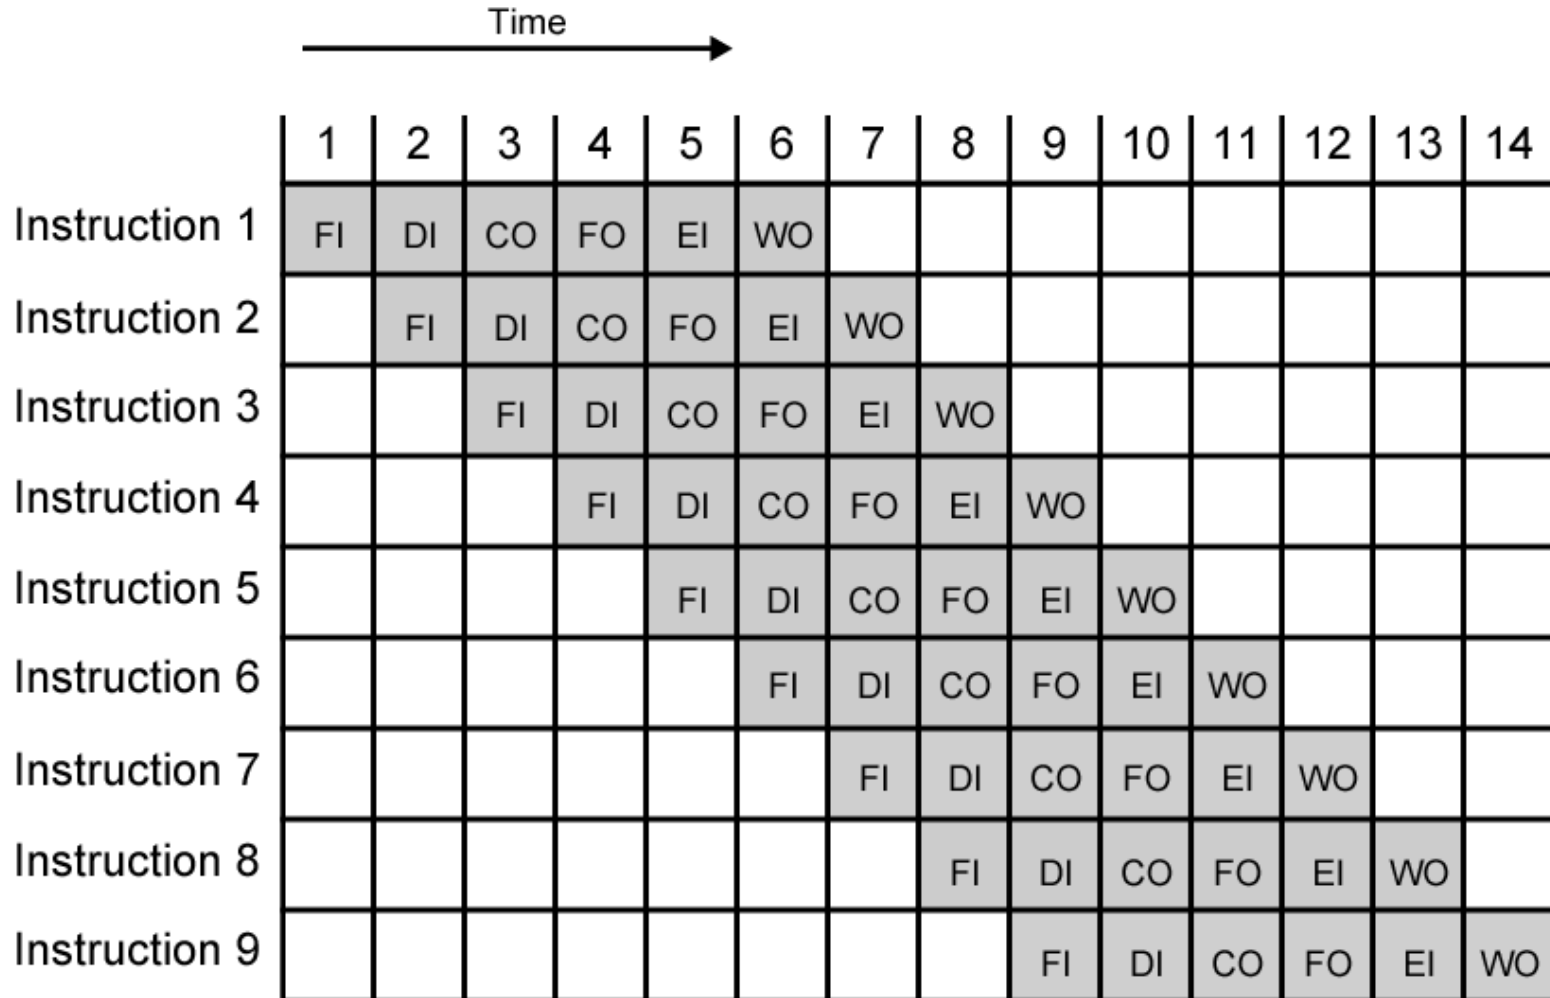 Time
1 2 3 4 5 6 7 8 9 10 11 12 13 14
Instruction 1 FI DI CO FO EI WO
Instruction 2 FI DI CO FO EI WO
Instruction 3 FI DI CO FO EI WO
Instruction 4 FI DI CO FO EI WO
Instruction 5 FI DI CO FO EI WO
Instruction 6 FI DI CO FO EI WO
Instruction 7 FI DI CO FO EI WO
Instruction 8 FI DI CO FO EI WO
Instruction 9 FI DI CO FO EI WO